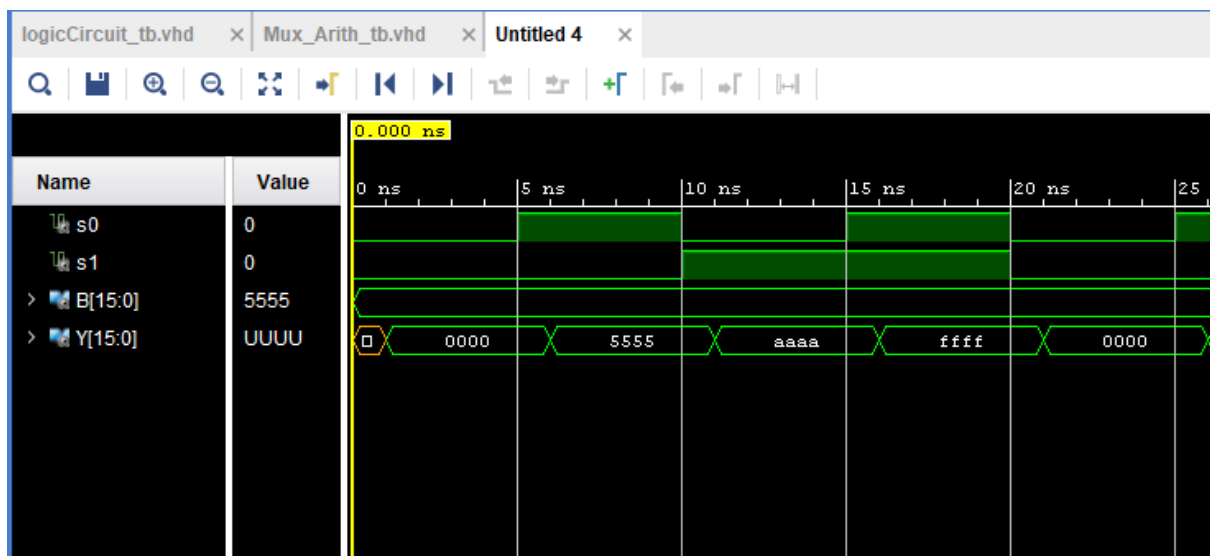 logicCircuit_tb.vhd × Mux_Arith_tb.vhd × Untitled 4 ×
0.000 ns
Name Value 0 ns 5 ns 10 ns 15 ns 20 ns 25
s0 0
s1 0
> B[15:0] 5555
> Y[15:0] UUUU 0000 5555 aaaa ffff 0000